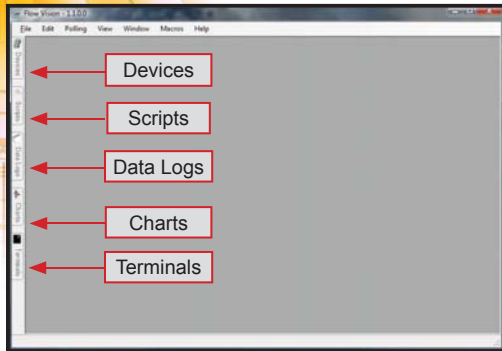 Flow Vision - 1.1.0.0
File Edit Polling View Window Macros Help
Devices
Devices
Scripts
Scripts
Data Logs
Data Logs
Charts
Charts
Terminals
Terminals